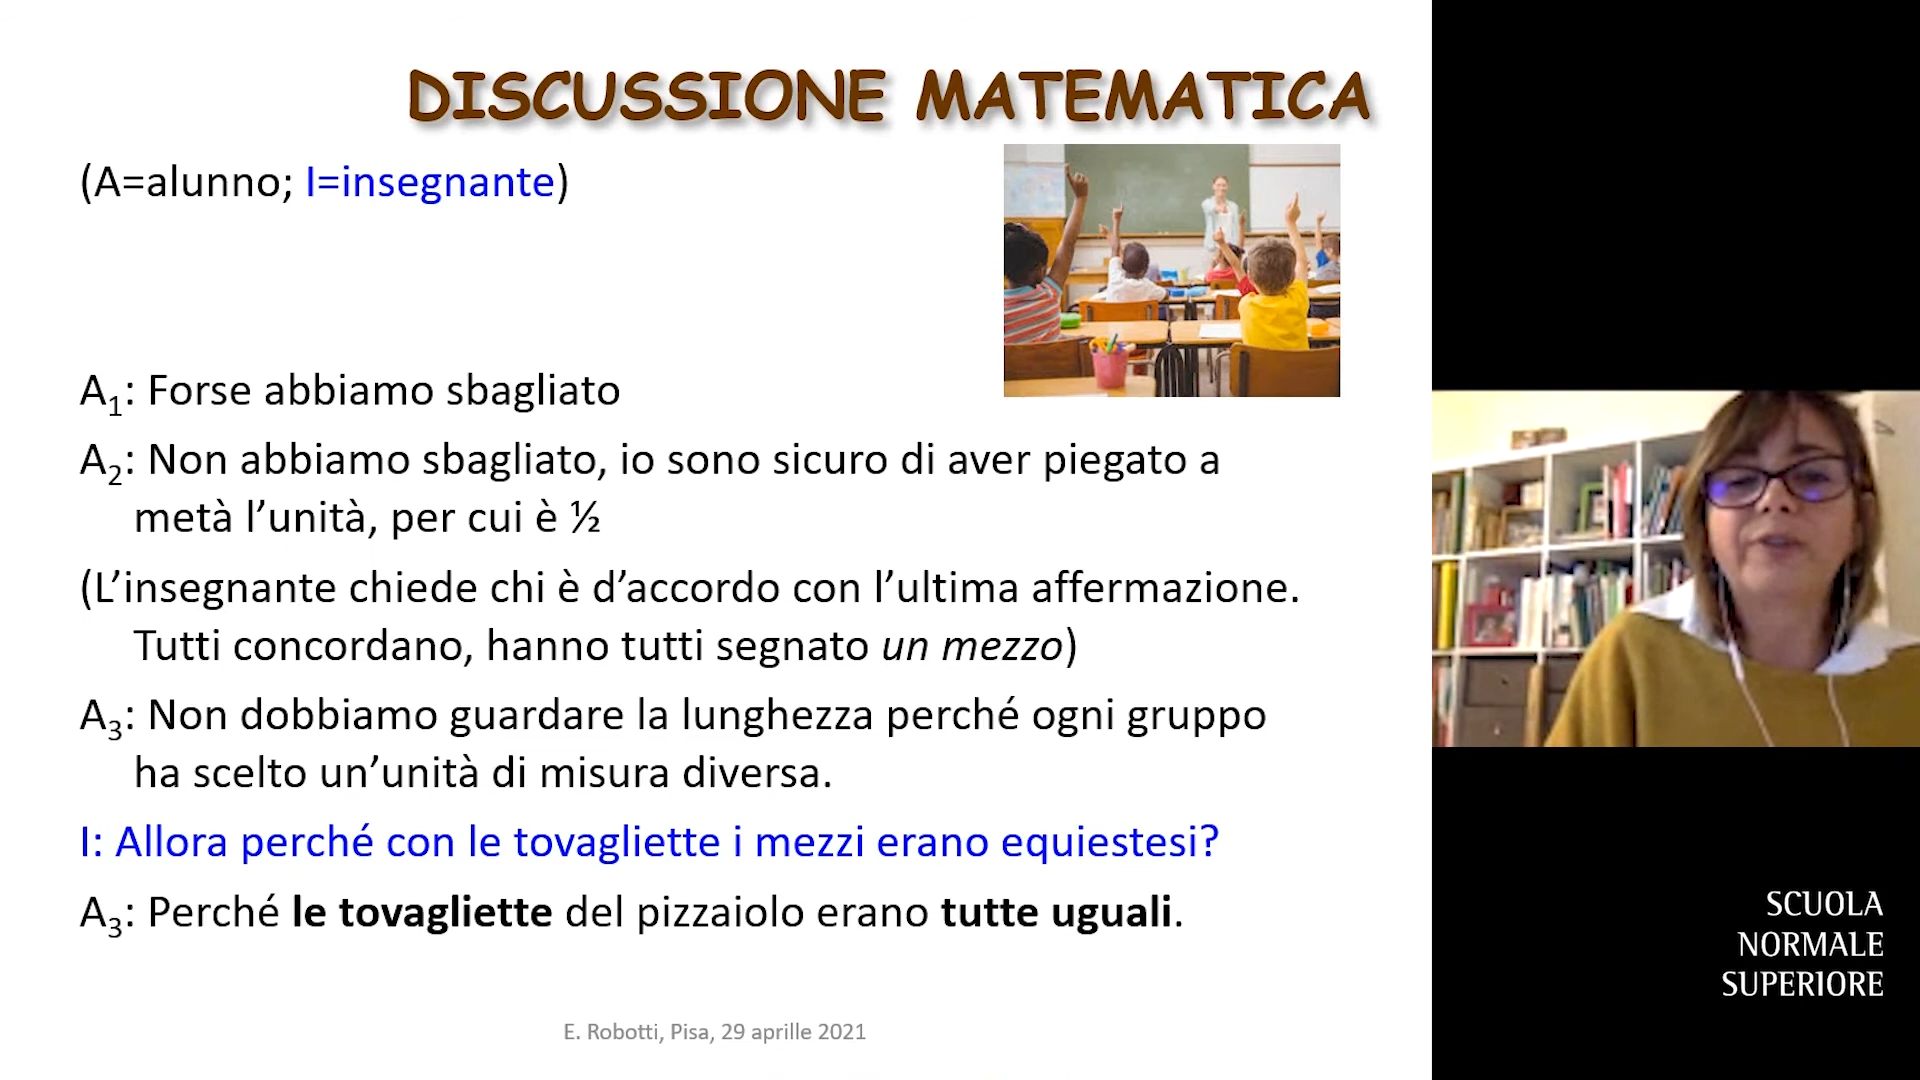 DISCUSSIONE MATEMATICA
(A=alunno; I=insegnante)
A₁: Forse abbiamo sbagliato
A₂: Non abbiamo sbagliato, io sono sicuro di aver piegato a
metà l’unità, per cui è ½
(L’insegnante chiede chi è d’accordo con l’ultima affermazione.
Tutti concordano, hanno tutti segnato un mezzo)
A₃: Non dobbiamo guardare la lunghezza perché ogni gruppo
ha scelto un’unità di misura diversa.
I: Allora perché con le tovagliette i mezzi erano equiestesi?
A₃: Perché le tovagliette del pizzaiolo erano tutte uguali.
E. Robotti, Pisa, 29 aprille 2021
SCUOLA
NORMALE
SUPERIORE